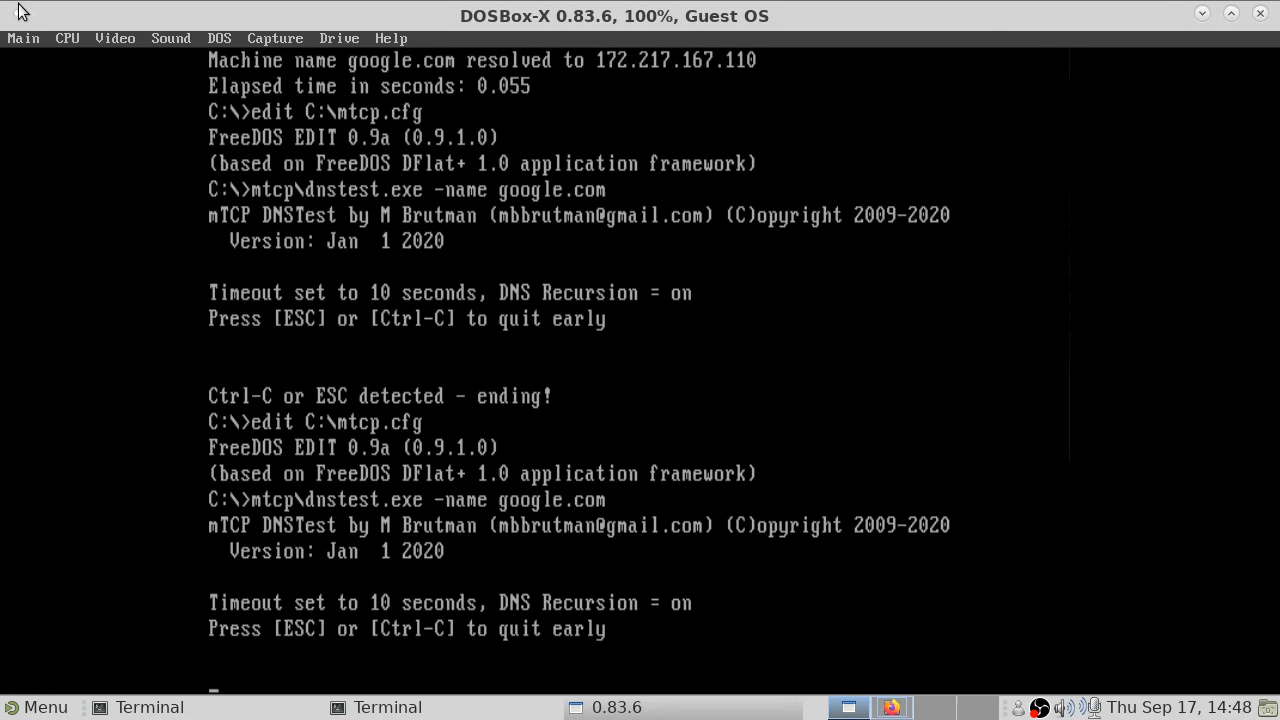 DOSBox-X 0.83.6, 100%, Guest OS
Main CPU Video Sound DOS Capture Drive Help
Machine name google.com resolved to 172.217.167.110
Elapsed time in seconds: 0.055
C:\>edit C:\mtcp.cfg
FreeDOS EDIT 0.9a (0.9.1.0)
(based on FreeDOS DFlat+ 1.0 application framework)
C:\>mtcp\dnstest.exe -name google.com
mTCP DNSTest by M Brutman (mbbrutman@gmail.com) (C)opyright 2009-2020
Version: Jan  1 2020
Timeout set to 10 seconds, DNS Recursion = on
Press [ESC] or [Ctrl-C] to quit early
Ctrl-C or ESC detected - ending!
C:\>edit C:\mtcp.cfg
FreeDOS EDIT 0.9a (0.9.1.0)
(based on FreeDOS DFlat+ 1.0 application framework)
C:\>mtcp\dnstest.exe -name google.com
mTCP DNSTest by M Brutman (mbbrutman@gmail.com) (C)opyright 2009-2020
Version: Jan  1 2020
Timeout set to 10 seconds, DNS Recursion = on
Press [ESC] or [Ctrl-C] to quit early
Menu Terminal Terminal 0.83.6 Thu Sep 17, 14:48